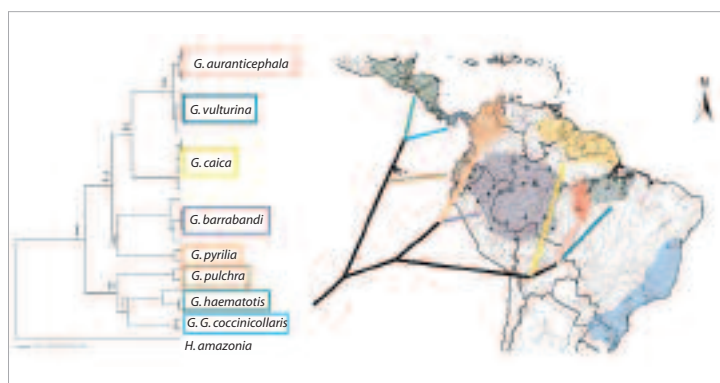 G. auranticephala
G. vulturina
G. caica
G. barrabandi
G. pyrilia
G. pulchra
G. haematotis
G. G. coccinicollaris
H. amazonia
N